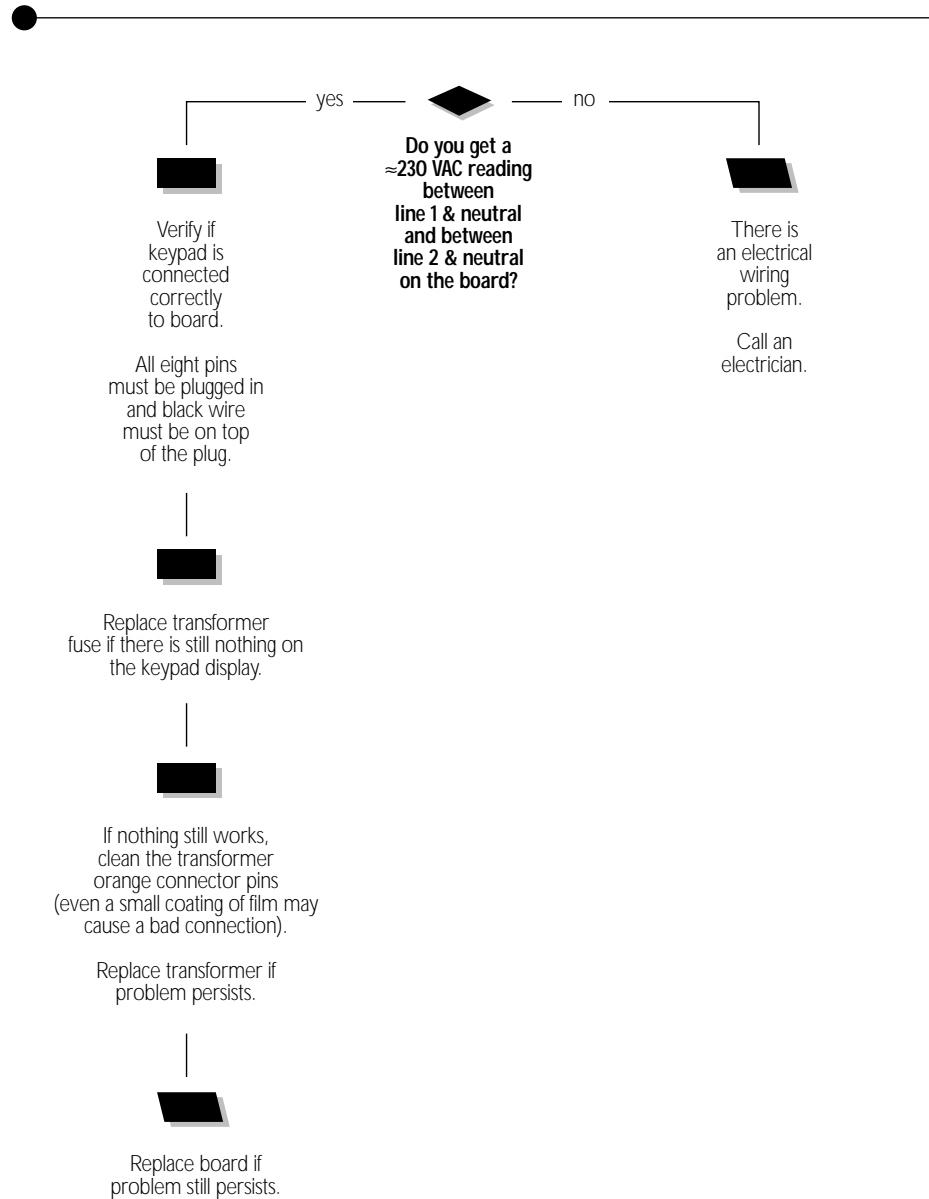 yes
no
Do you get a
≈230 VAC reading
between
line 1 & neutral
and between
line 2 & neutral
on the board?
Verify if
keypad is
connected
correctly
to board.
All eight pins
must be plugged in
and black wire
must be on top
of the plug.
There is
an electrical
wiring
problem.
Call an
electrician.
Replace transformer
fuse if there is still nothing on
the keypad display.
If nothing still works,
clean the transformer
orange connector pins
(even a small coating of film may
cause a bad connection).
Replace transformer if
problem persists.
Replace board if
problem still persists.